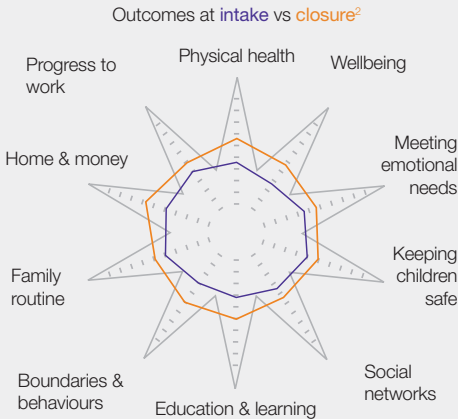 Outcomes at intake vs closure²
Physical health
Wellbeing
Meeting
emotional
needs
Keeping
children
safe
Social
networks
Education & learning
Boundaries &
behaviours
Family
routine
Home & money
Progress to
work